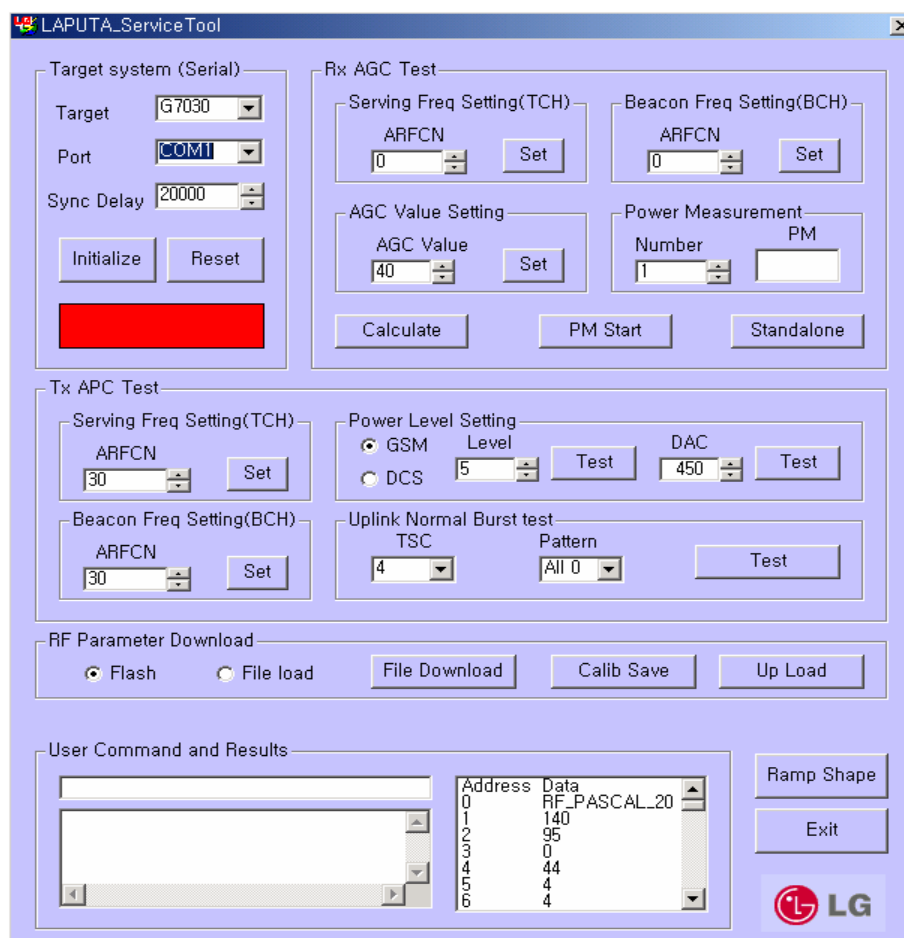 LAPUTA_ServiceTool
Target system (Serial)
Target G7030
Port COM1
Sync Delay 20000
Initialize Reset
Rx AGC Test
Serving Freq Setting(TCH)
ARFCN
0 Set
Beacon Freq Setting(BCH)
ARFCN
0 Set
AGC Value Setting
AGC Value
40 Set
Power Measurement
Number PM
1
Calculate PM Start Standalone
Tx APC Test
Serving Freq Setting(TCH)
ARFCN
30 Set
Beacon Freq Setting(BCH)
ARFCN
30 Set
Power Level Setting
GSM Level DAC
DCS 5 Test 450 Test
Uplink Normal Burst test
TSC Pattern
4 All 0 Test
RF Parameter Download
Flash File load File Download Calib Save Up Load
User Command and Results
Address Data
0 RF_PASCAL_20
1 140
2 95
3 0
4 44
5 4
6 4
Ramp Shape
Exit
LG